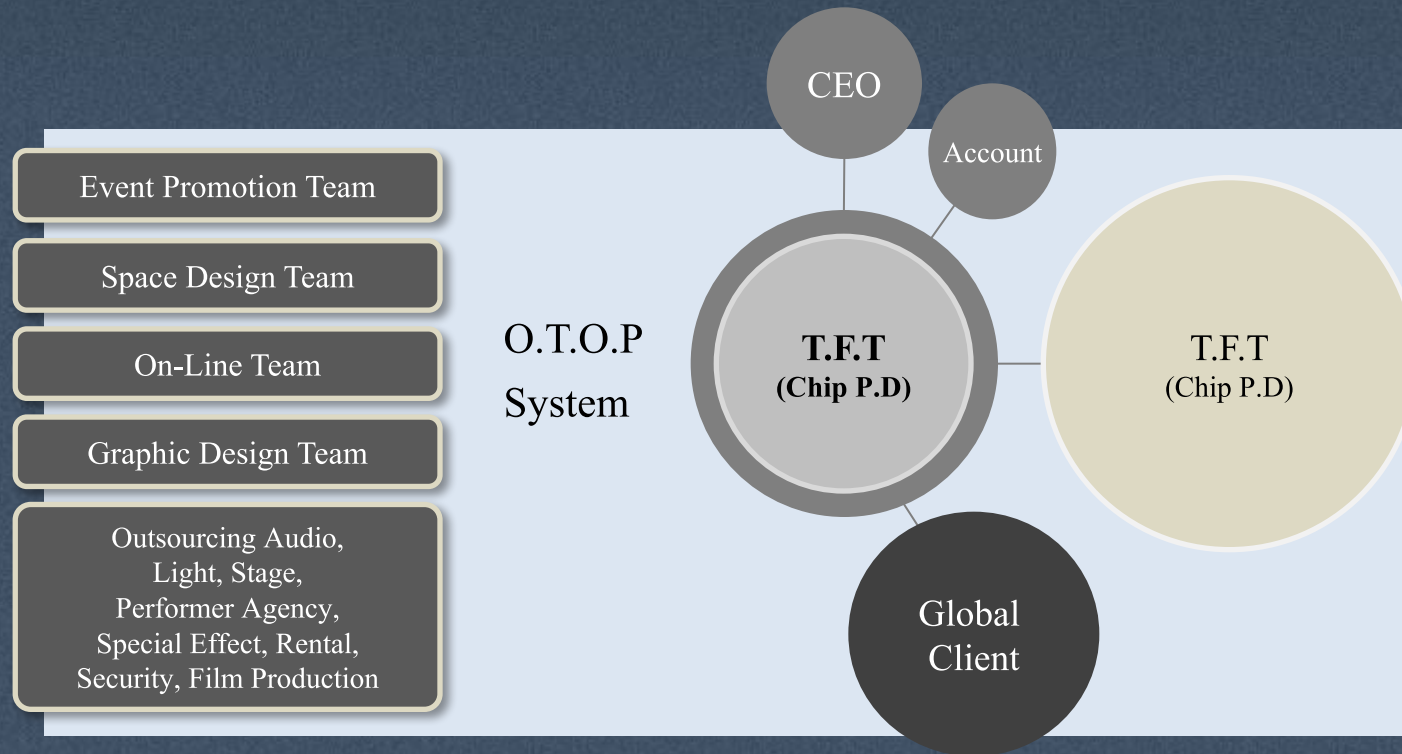 Event Promotion Team
Space Design Team
On-Line Team
Graphic Design Team
Outsourcing Audio,
Light, Stage,
Performer Agency,
Special Effect, Rental,
Security, Film Production
O.T.O.P
System
CEO
Account
T.F.T
(Chip P.D)
T.F.T
(Chip P.D)
Global
Client